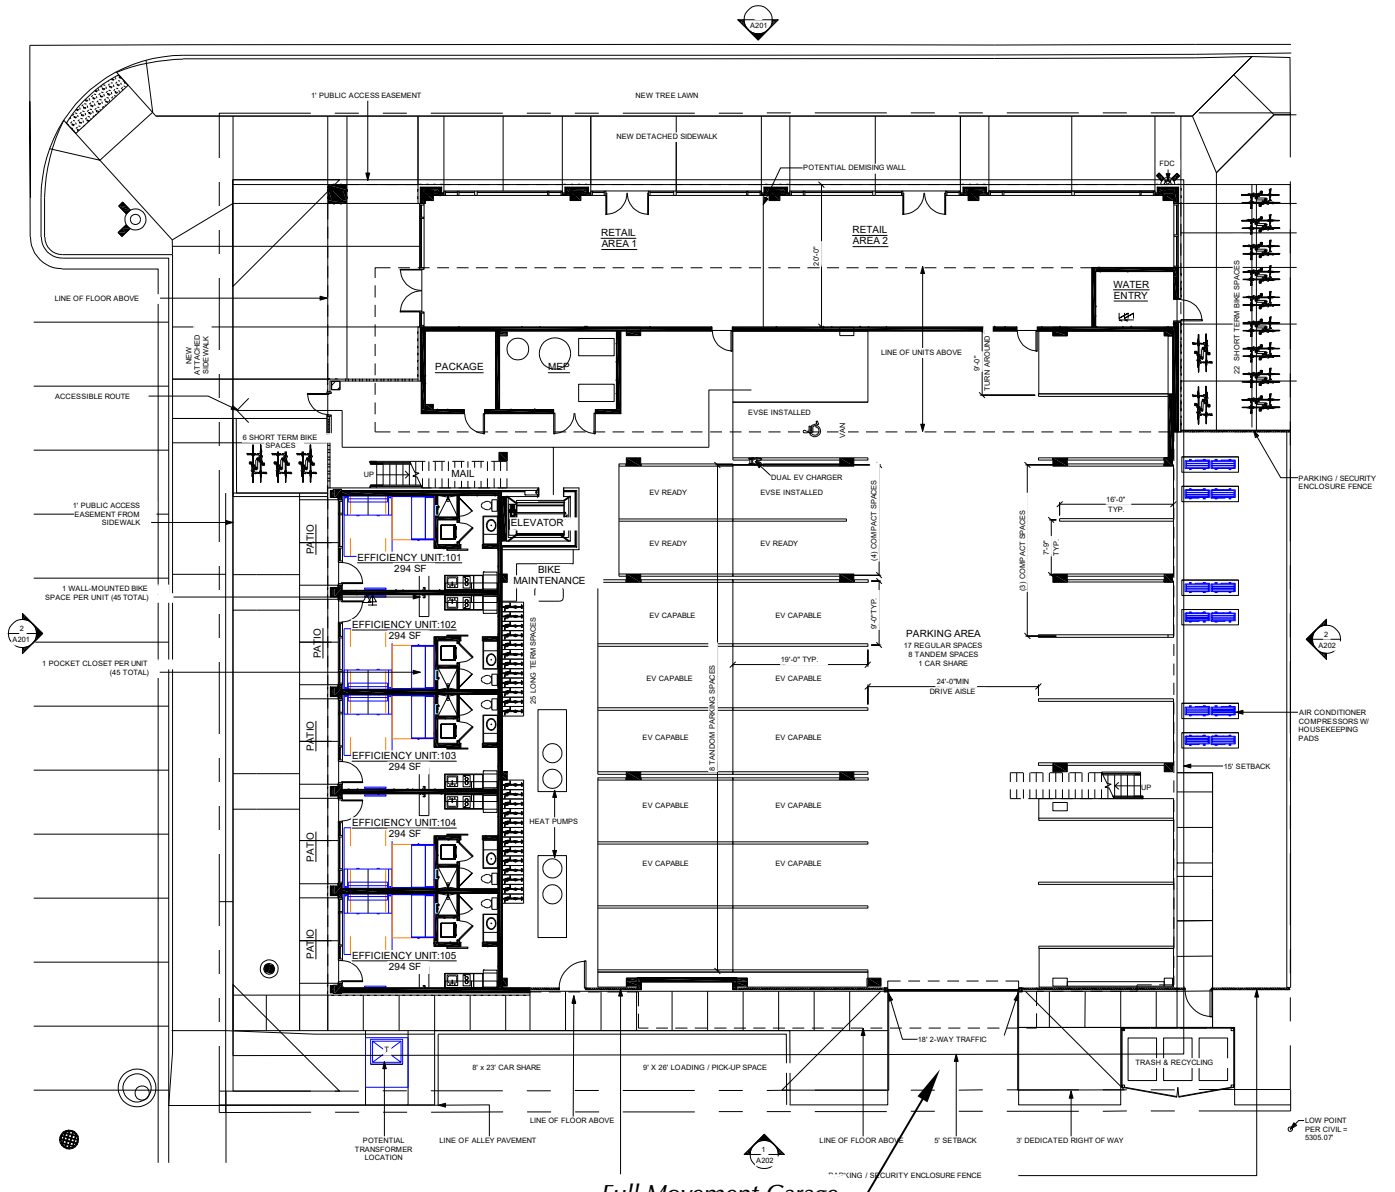 A201
1' PUBLIC ACCESS EASEMENT
NEW TREE LAWN
NEW DETACHED SIDEWALK
POTENTIAL DEMISING WALL
FDC
RETAIL
AREA 1
RETAIL
AREA 2
20'-0"
WATER
ENTRY
LINE OF FLOOR ABOVE
NEW
ATTACHED
SIDEWALK
22 SHORT TERM BIKE SPACES
PACKAGE
MEP
LINE OF UNITS ABOVE
9'-0"
TURN AROUND
ACCESSIBLE ROUTE
EVSE INSTALLED
VAN
6 SHORT TERM BIKE
SPACES
UP
MAIL
DUAL EV CHARGER
PARKING / SECURITY
ENCLOSURE FENCE
EV READY
EVSE INSTALLED
1' PUBLIC ACCESS
EASEMENT FROM
SIDEWALK
ELEVATOR
16'-0"
TYP.
(4) COMPACT SPACES
(3) COMPACT SPACES
7'-9"
TYP.
PATIO
EFFICIENCY UNIT:101
294 SF
EV READY
EV READY
BIKE
MAINTENANCE
1 WALL-MOUNTED BIKE
SPACE PER UNIT (45 TOTAL)
EFFICIENCY UNIT:102
294 SF
PATIO
25 LONG TERM SPACES
EV CAPABLE
EV CAPABLE
9'-0"TYP.
2
A201
PARKING AREA
17 REGULAR SPACES
8 TANDEM SPACES
1 CAR SHARE
2
A202
1 POCKET CLOSET PER UNIT
(45 TOTAL)
19'-0" TYP.
8 TANDOM PARKING SPACES
EV CAPABLE
EV CAPABLE
24'-0"MIN
DRIVE AISLE
PATIO
EFFICIENCY UNIT:103
294 SF
EV CAPABLE
EV CAPABLE
AIR CONDITIONER
COMPRESSORS W/
HOUSEKEEPING
PADS
15' SETBACK
UP
EV CAPABLE
EV CAPABLE
HEAT PUMPS
PATIO
EFFICIENCY UNIT:104
294 SF
EV CAPABLE
EV CAPABLE
PATIO
EFFICIENCY UNIT:105
294 SF
18' 2-WAY TRAFFIC
T
8' x 23' CAR SHARE
9' X 26' LOADING / PICK-UP SPACE
TRASH & RECYCLING
LINE OF FLOOR ABOVE
LOW POINT
PER CIVIL =
5305.07'
POTENTIAL
TRANSFORMER
LOCATION
LINE OF ALLEY PAVEMENT
1
A202
LINE OF FLOOR ABOVE
5' SETBACK
3' DEDICATED RIGHT OF WAY
PARKING / SECURITY ENCLOSURE FENCE
Full Movement Garage